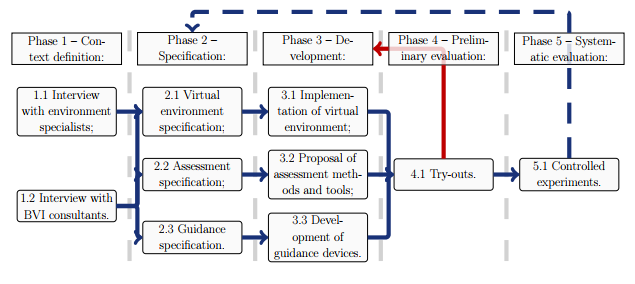 Phase 1 – Con-
text definition:
Phase 2 –
Specification:
Phase 3 – De-
velopment:
Phase 4 – Prelim-
inary evaluation:
Phase 5 – System-
atic evaluation:
1.1 Interview
with environment
specialists;
1.2 Interview with
BVI consultants.
2.1 Virtual
environment
specification;
2.2 Assessment
specification;
2.3 Guidance
specification.
3.1 Implemen-
tation of virtual
environment;
3.2 Proposal of
assessment meth-
ods and tools;
3.3 Devel-
opment of
guidance devices.
4.1 Try-outs.
5.1 Controlled
experiments.